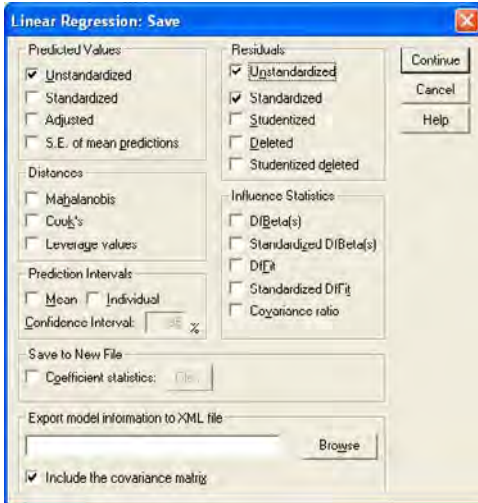 Linear Regression: Save
Predicted Values
Unstandardized
Standardized
Adjusted
S.E. of mean predictions
Residuals
Unstandardized
Standardized
Studentized
Deleted
Studentized deleted
Continue
Cancel
Help
Distances
Mahalanobis
Cook's
Leverage values
Influence Statistics
DfBeta(s)
Standardized DfBeta(s)
DfFit
Standardized DfFit
Covariance ratio
Prediction Intervals
Mean Individual
Confidence Interval: 95 %
Save to New File
Coefficient statistics: File...
Export model information to XML file
Browse
Include the covariance matrix